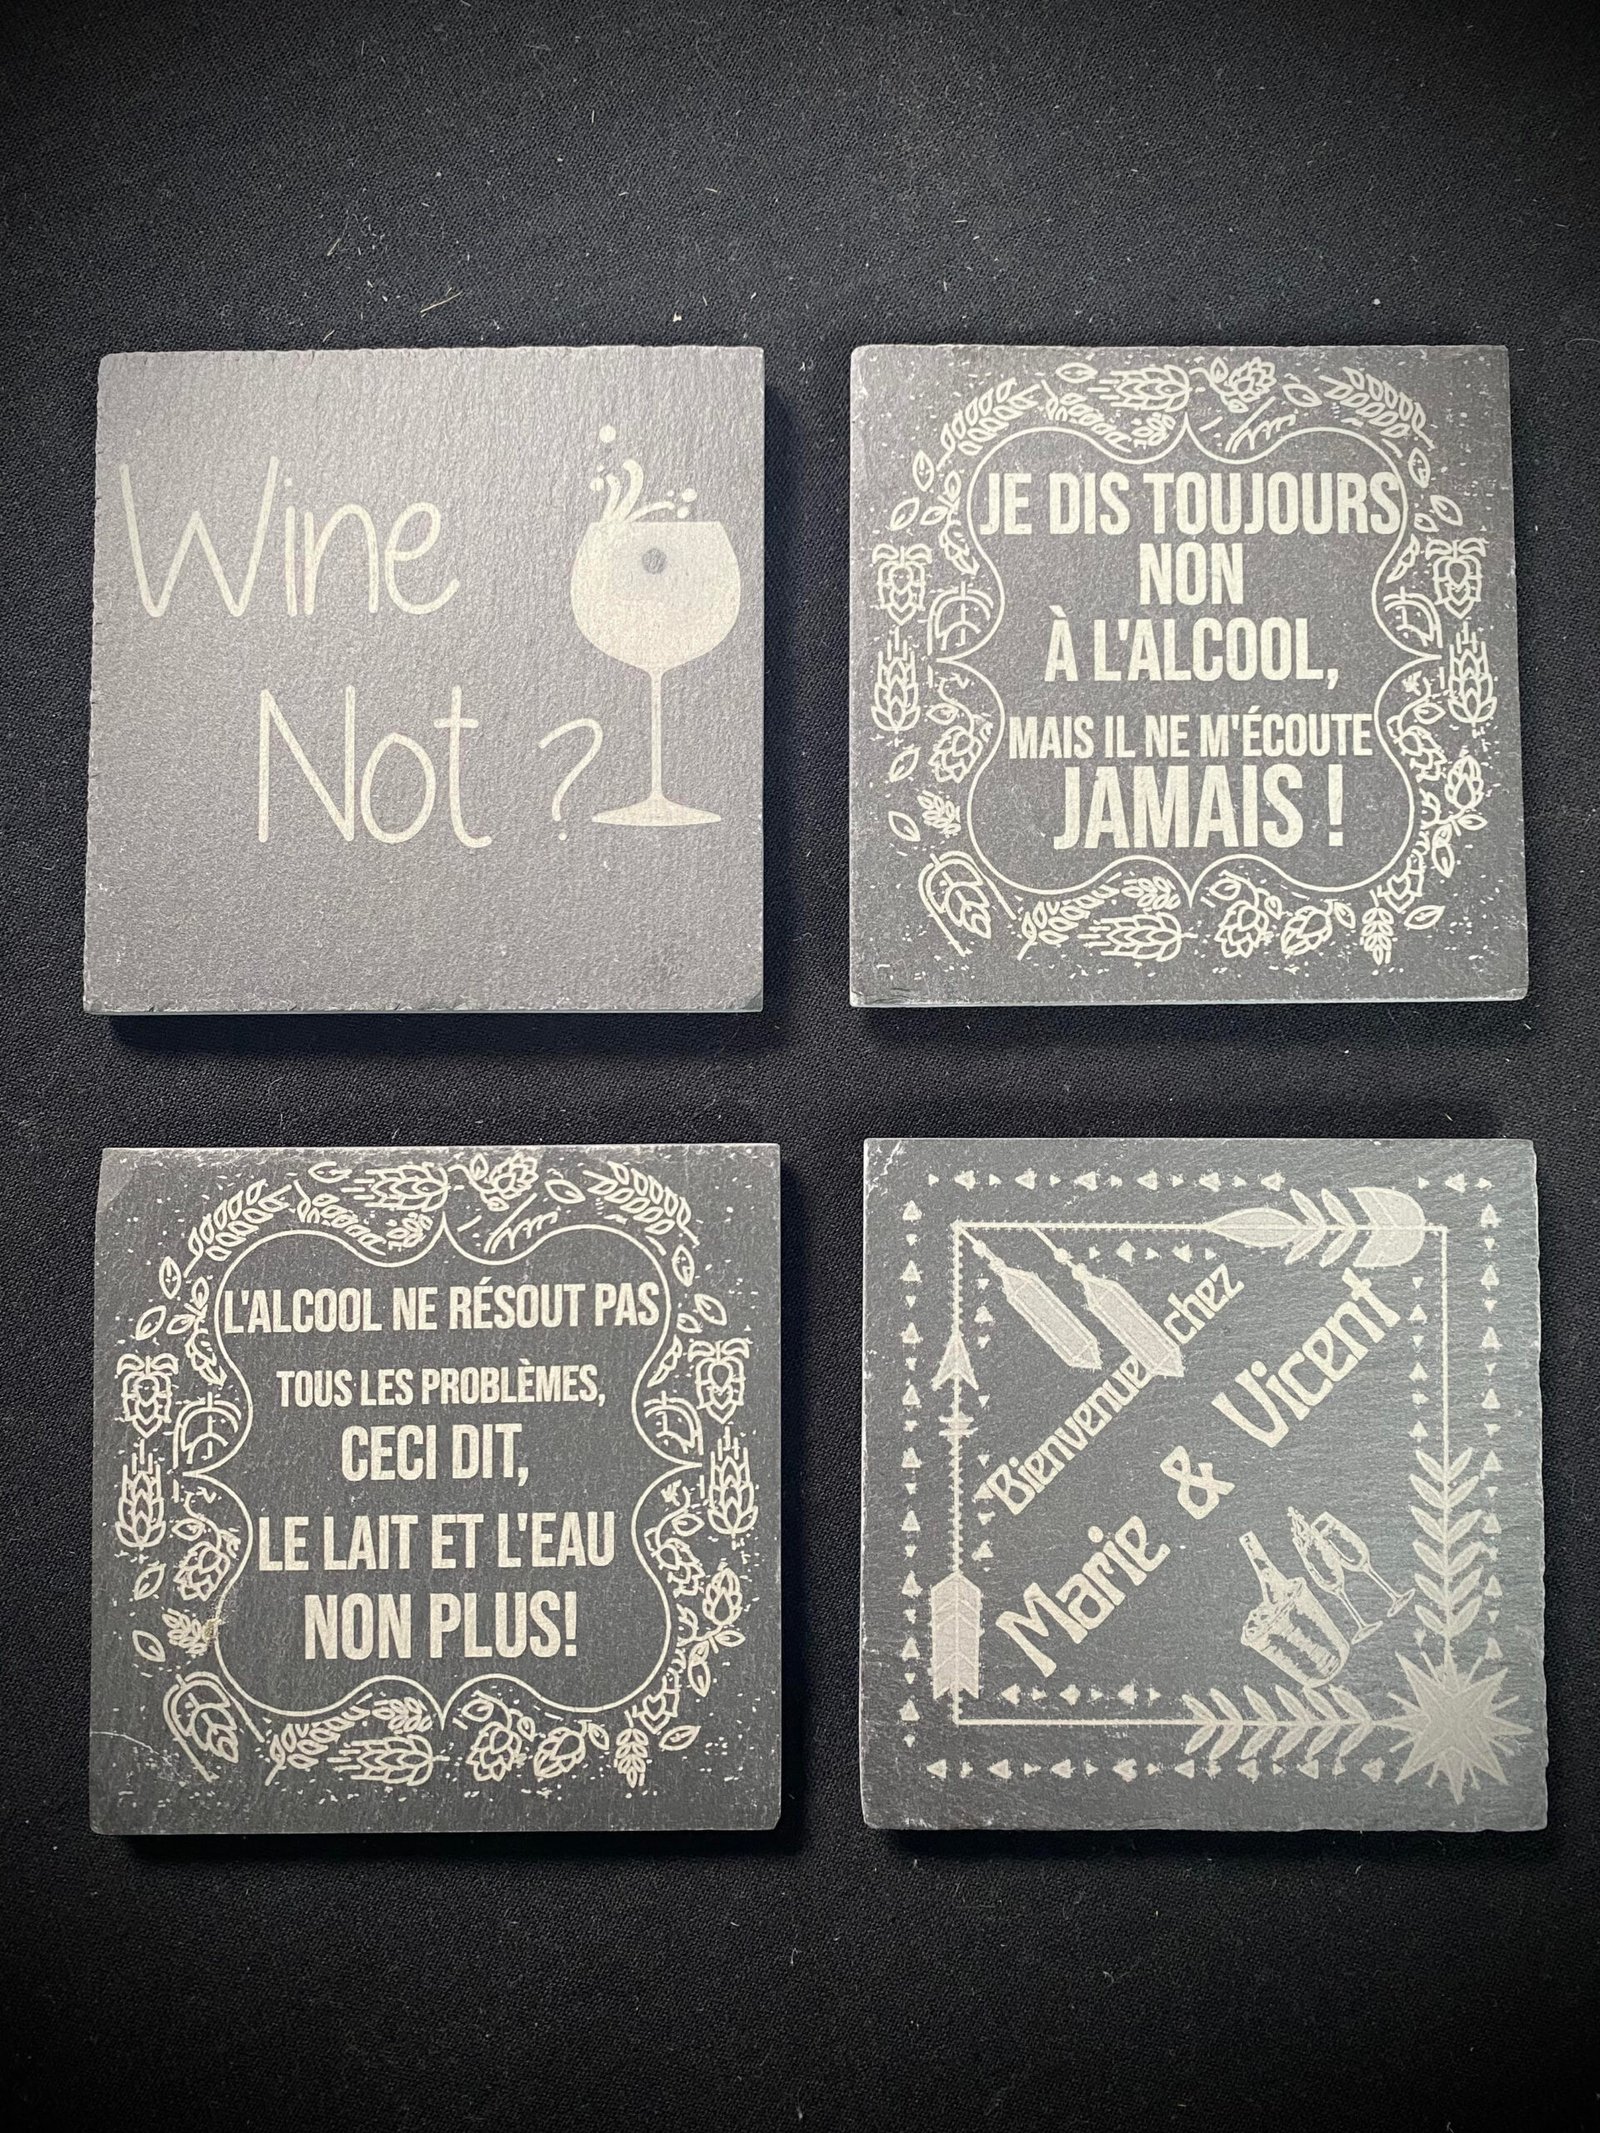 Wine
Not ?
JE DIS TOUJOURS
NON
À L'ALCOOL,
MAIS IL NE M'ÉCOUTE
JAMAIS !
L'ALCOOL NE RÉSOUT PAS
TOUS LES PROBLÈMES,
CECI DIT,
LE LAIT ET L'EAU
NON PLUS!
Bienvenue chez
Marie & Vicent